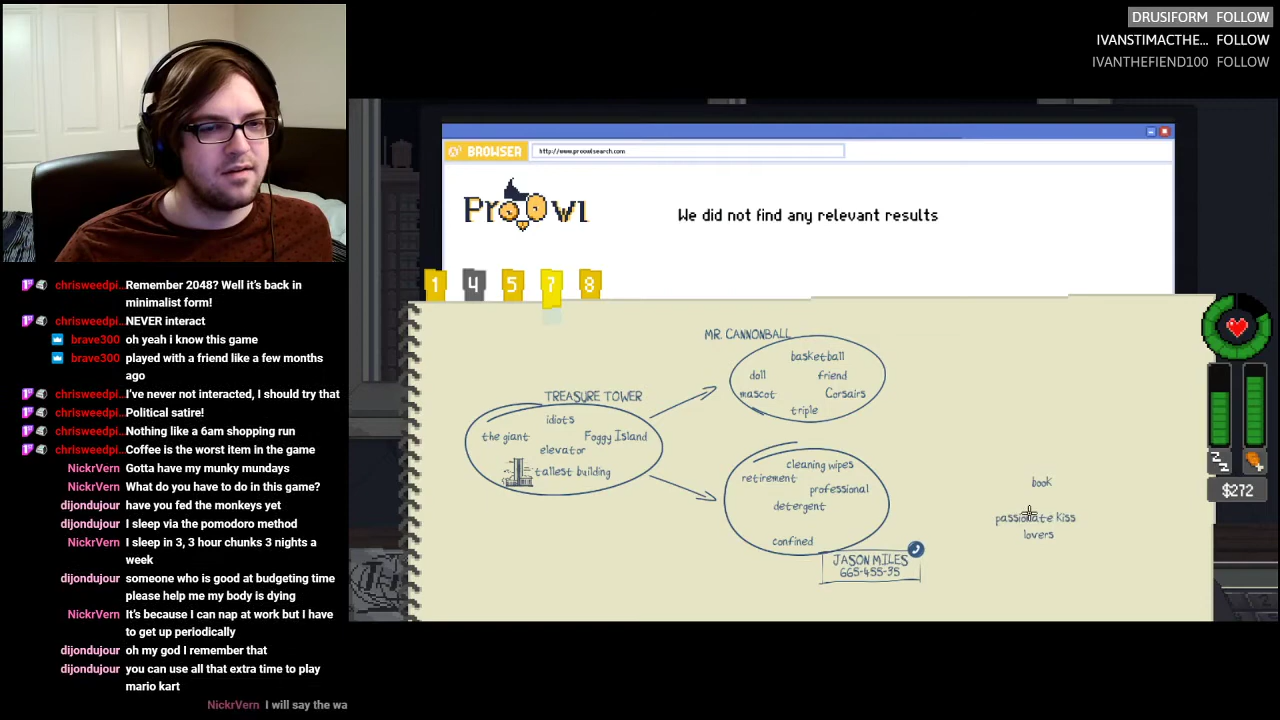 DRUSIFORM FOLLOW
IVANSTIMACTHE... FOLLOW
IVANTHEFIEND100 FOLLOW
BROWSER
http://www.proowlsearch.com
PrOOwl
We did not find any relevant results
1 4 5 7 8
MR. CANNONBALL
basketball
doll friend
mascot Corsairs
triple
TREASURE TOWER
idiots
the giant Foggy Island
elevator
tallest building
cleaning wipes
retirement
professional
detergent
confined
JASON MILES
665-455-35
book
passionate kiss
lovers
$272
chrisweedpi... Remember 2048? Well it's back in
minimalist form!
chrisweedpi... NEVER interact
brave300 oh yeah i know this game
brave300 played with a friend like a few months
ago
chrisweedpi... I've never not interacted, I should try that
chrisweedpi... Political satire!
chrisweedpi... Nothing like a 6am shopping run
chrisweedpi... Coffee is the worst item in the game
NickrVern Gotta have my munky mundays
NickrVern What do you have to do in this game?
dijondujour have you fed the monkeys yet
dijondujour I sleep via the pomodoro method
NickrVern I sleep in 3, 3 hour chunks 3 nights a
week
dijondujour someone who is good at budgeting time
please help me my body is dying
NickrVern It's because I can nap at work but I have
to get up periodically
dijondujour oh my god I remember that
dijondujour you can use all that extra time to play
mario kart
NickrVern I will say the wa